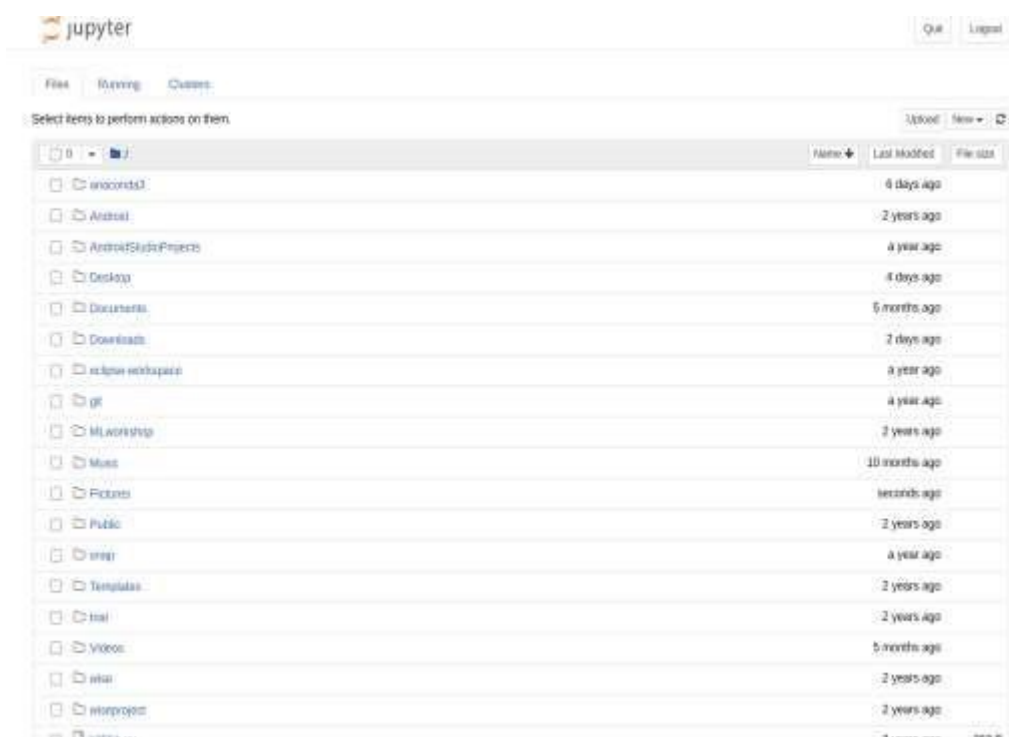 jupyter
Quit Logout
Files Running Clusters
Select items to perform actions on them.
Upload New
0 /
Name Last Modified File size
anaconda3 6 days ago
Android 2 years ago
AndroidStudioProjects a year ago
Desktop 4 days ago
Documents 5 months ago
Downloads 2 days ago
eclipse-workspace a year ago
git a year ago
MLworkshop 2 years ago
Music 10 months ago
Pictures seconds ago
Public 2 years ago
snap a year ago
Templates 2 years ago
trial 2 years ago
Videos 5 months ago
2 years ago
2 years ago